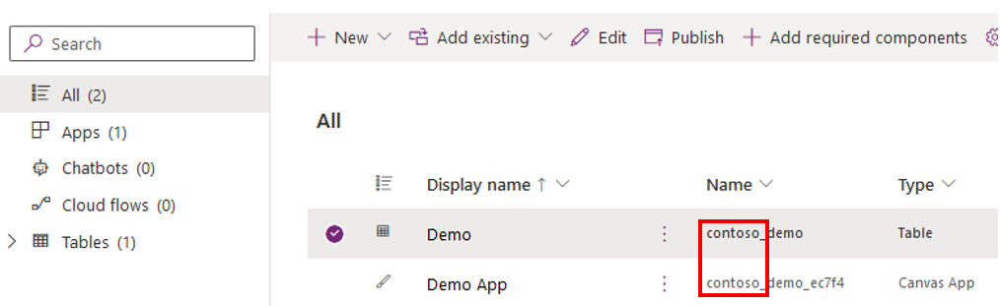 Search
New Add existing Edit Publish Add required components
All (2)
Apps (1)
Chatbots (0)
Cloud flows (0)
Tables (1)
All
Display name ↑ Name Type
Demo contoso_demo Table
Demo App contoso_demo_ec7f4 Canvas App